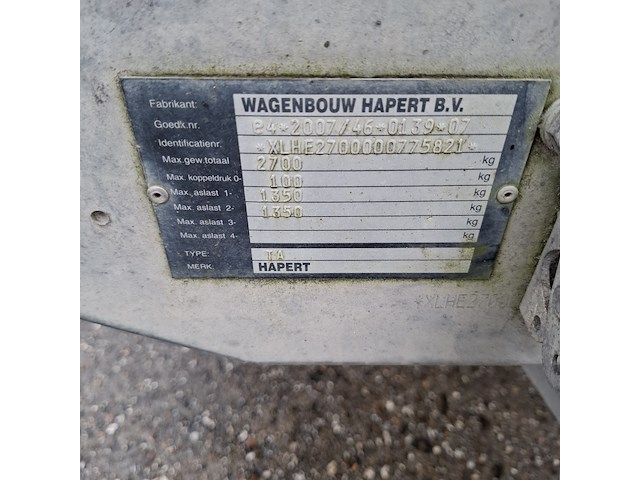 Fabrikant: WAGENBOUW HAPERT B.V.
Goedk.nr. e4*2007/46*0139*07
Identificatienr. *XLHE2700000775821*
Max.gew.totaal 2700 kg
Max. koppeldruk 0- 100 kg
Max. aslast 1- 1350 kg
Max. aslast 2- 1350 kg
Max. aslast 3- kg
Max. aslast 4- kg
TYPE: TA
MERK: HAPERT
XLHE27